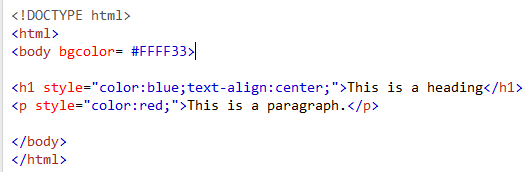 <!DOCTYPE html>
<html>
<body bgcolor= #FFFF33>
<h1 style="color:blue;text-align:center;">This is a heading</h1>
<p style="color:red;">This is a paragraph.</p>
</body>
</html>